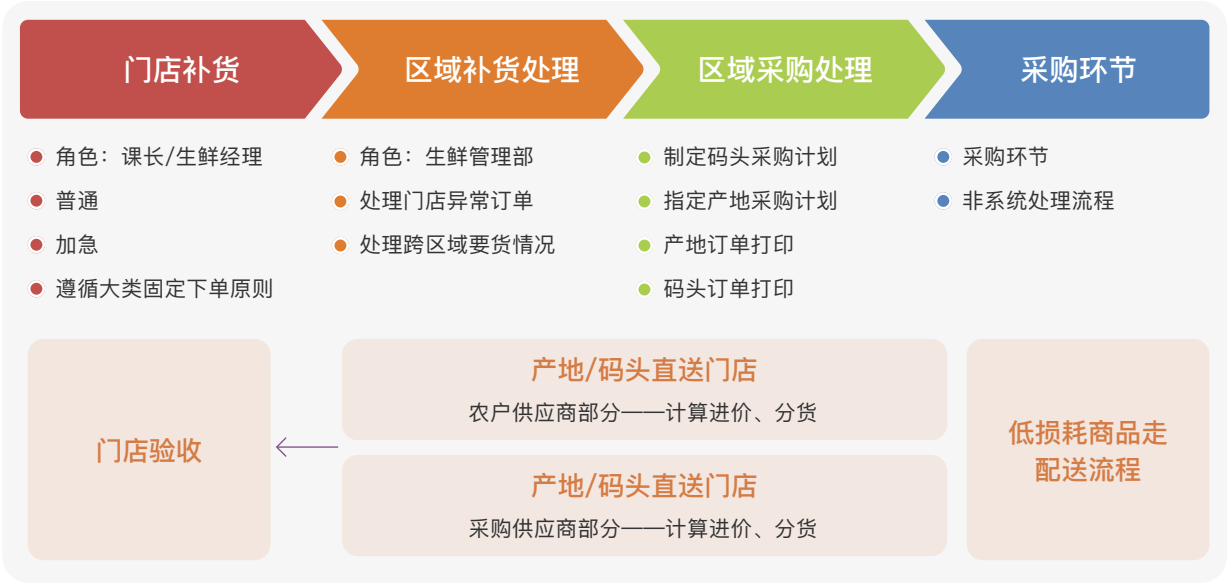 门店补货
区域补货处理
区域采购处理
采购环节
角色：课长/生鲜经理
普通
加急
遵循大类固定下单原则
角色：生鲜管理部
处理门店异常订单
处理跨区域要货情况
制定码头采购计划
指定产地采购计划
产地订单打印
码头订单打印
采购环节
非系统处理流程
门店验收
产地/码头直送门店
农户供应商部分——计算进价、分货
产地/码头直送门店
采购供应商部分——计算进价、分货
低损耗商品走
配送流程